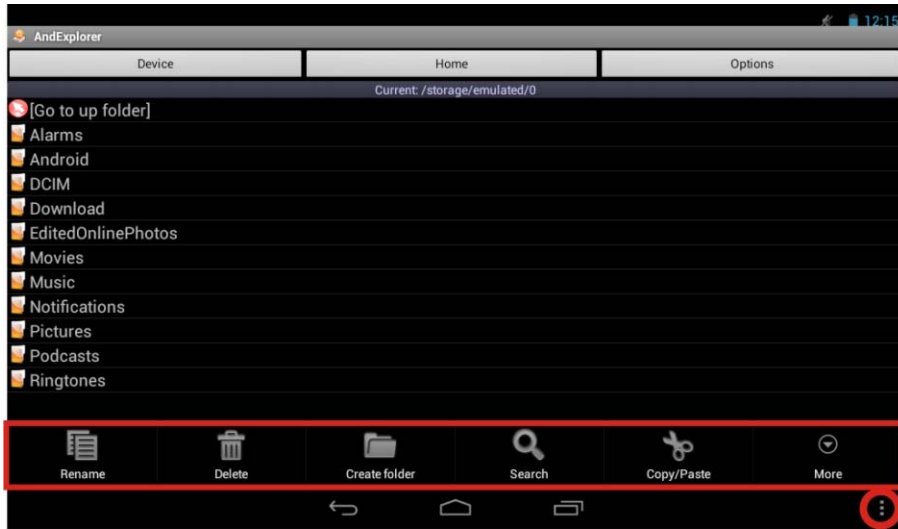 12:15
AndExplorer
Device Home Options
Current: /storage/emulated/0
[Go to up folder]
Alarms
Android
DCIM
Download
EditedOnlinePhotos
Movies
Music
Notifications
Pictures
Podcasts
Ringtones
Rename Delete Create folder Search Copy/Paste More